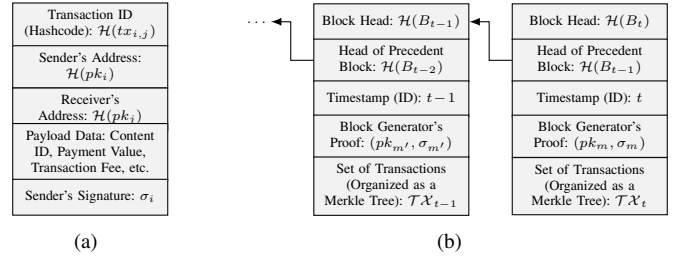 Transaction ID
(Hashcode): H(tx_{i,j})
Sender's Address:
H(pk_i)
Receiver's
Address: H(pk_j)
Payload Data: Content
ID, Payment Value,
Transaction Fee, etc.
Sender's Signature: σ_i
(a)
···
Block Head: H(B_{t−1})
Head of Precedent
Block: H(B_{t−2})
Timestamp (ID): t−1
Block Generator's
Proof: (pk_{m′}, σ_{m′})
Set of Transactions
(Organized as a
Merkle Tree): TX_{t−1}
Block Head: H(B_t)
Head of Precedent
Block: H(B_{t−1})
Timestamp (ID): t
Block Generator's
Proof: (pk_m, σ_m)
Set of Transactions
(Organized as a
Merkle Tree): TX_t
(b)